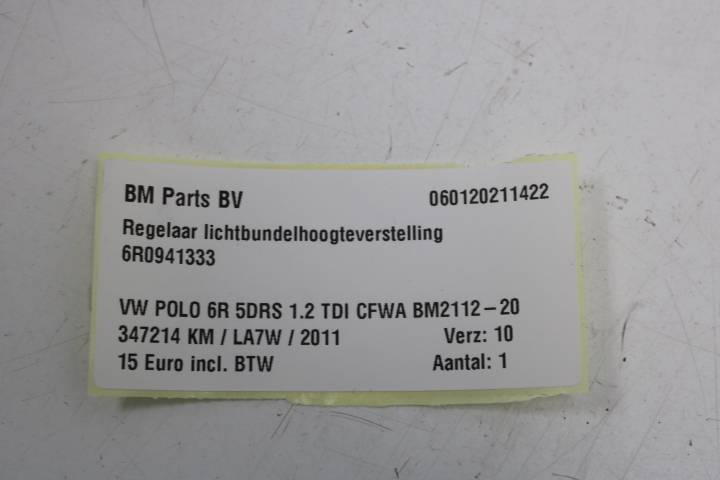 BM Parts BV 060120211422
Regelaar lichtbundelhoogteverstelling
6R0941333
VW POLO 6R 5DRS 1.2 TDI CFWA BM2112-20
347214 KM / LA7W / 2011 Verz: 10
15 Euro incl. BTW Aantal: 1